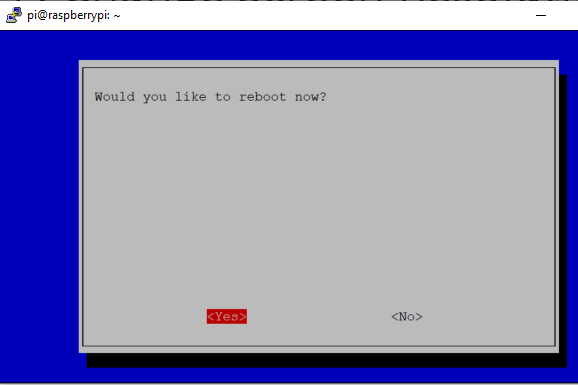 pi@raspberrypi: ~
Would you like to reboot now?
<Yes> <No>